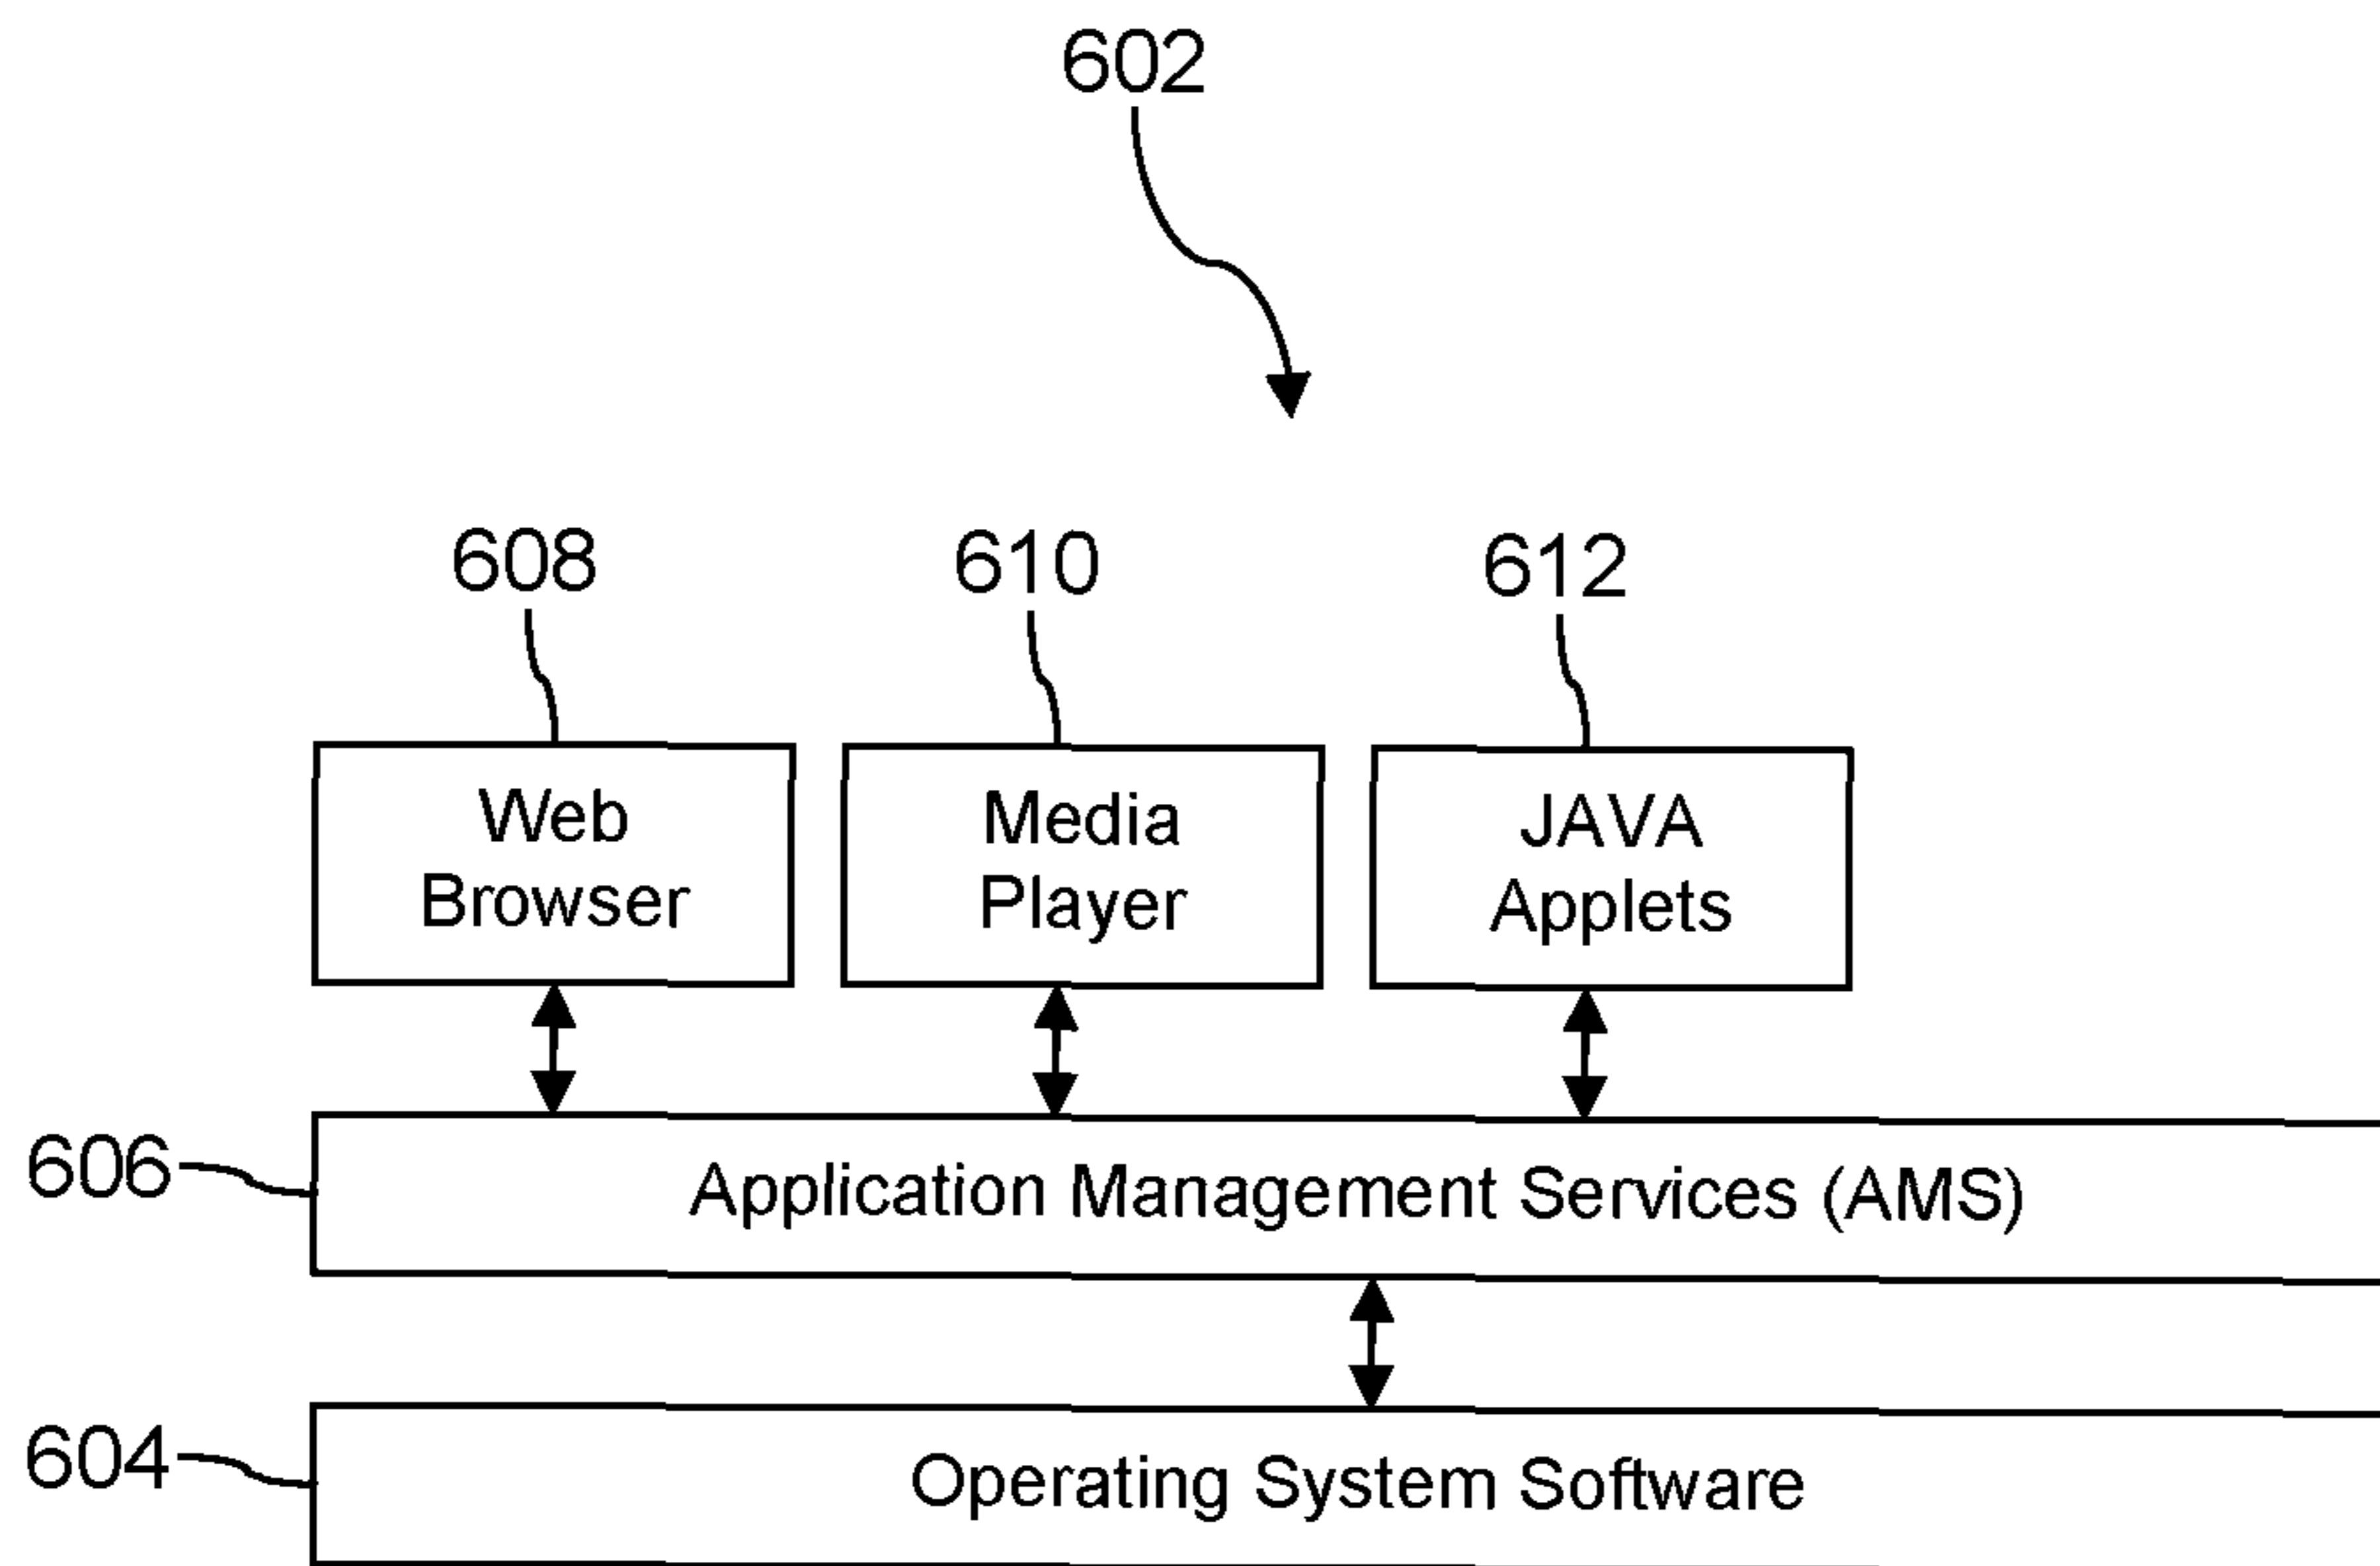 602
608
610
612
Web
Browser
Media
Player
JAVA
Applets
606
Application Management Services (AMS)
604
Operating System Software